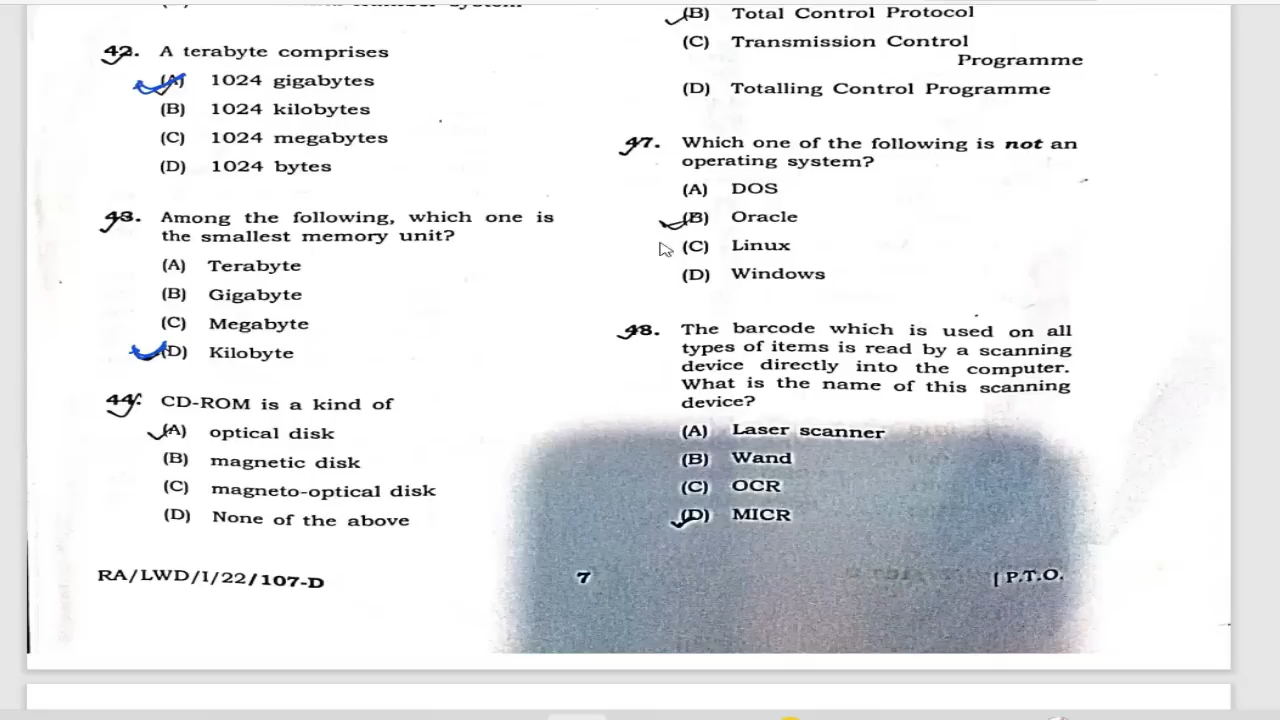 42. A terabyte comprises
(A) 1024 gigabytes
(B) 1024 kilobytes
(C) 1024 megabytes
(D) 1024 bytes
43. Among the following, which one is
the smallest memory unit?
(A) Terabyte
(B) Gigabyte
(C) Megabyte
(D) Kilobyte
44. CD-ROM is a kind of
(A) optical disk
(B) magnetic disk
(C) magneto-optical disk
(D) None of the above
(B) Total Control Protocol
(C) Transmission Control
Programme
(D) Totalling Control Programme
47. Which one of the following is not an
operating system?
(A) DOS
(B) Oracle
(C) Linux
(D) Windows
48. The barcode which is used on all
types of items is read by a scanning
device directly into the computer.
What is the name of this scanning
device?
(A) Laser scanner
(B) Wand
(C) OCR
(D) MICR
RA/LWD/1/22/107-D
7
[ P.T.O.